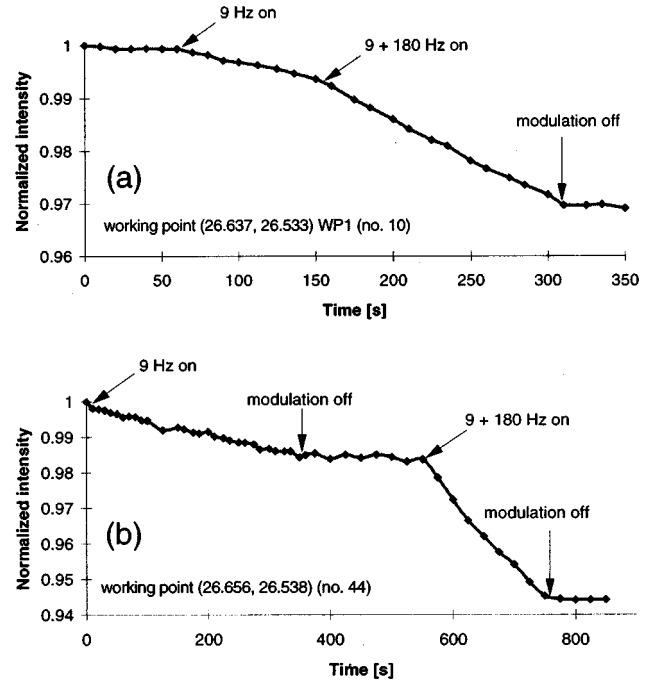 9 Hz on
9 + 180 Hz on
modulation off
1
0.99
0.98
0.97
0.96
Normalized intensity
(a)
working point (26.637, 26.533) WP1 (no. 10)
0 50 100 150 200 250 300 350
Time [s]
9 Hz on
modulation off
9 + 180 Hz on
modulation off
1
0.99
0.98
0.97
0.96
0.95
0.94
Normalized intensity
(b)
working point (26.656, 26.538) (no. 44)
0 200 400 600 800
Time [s]